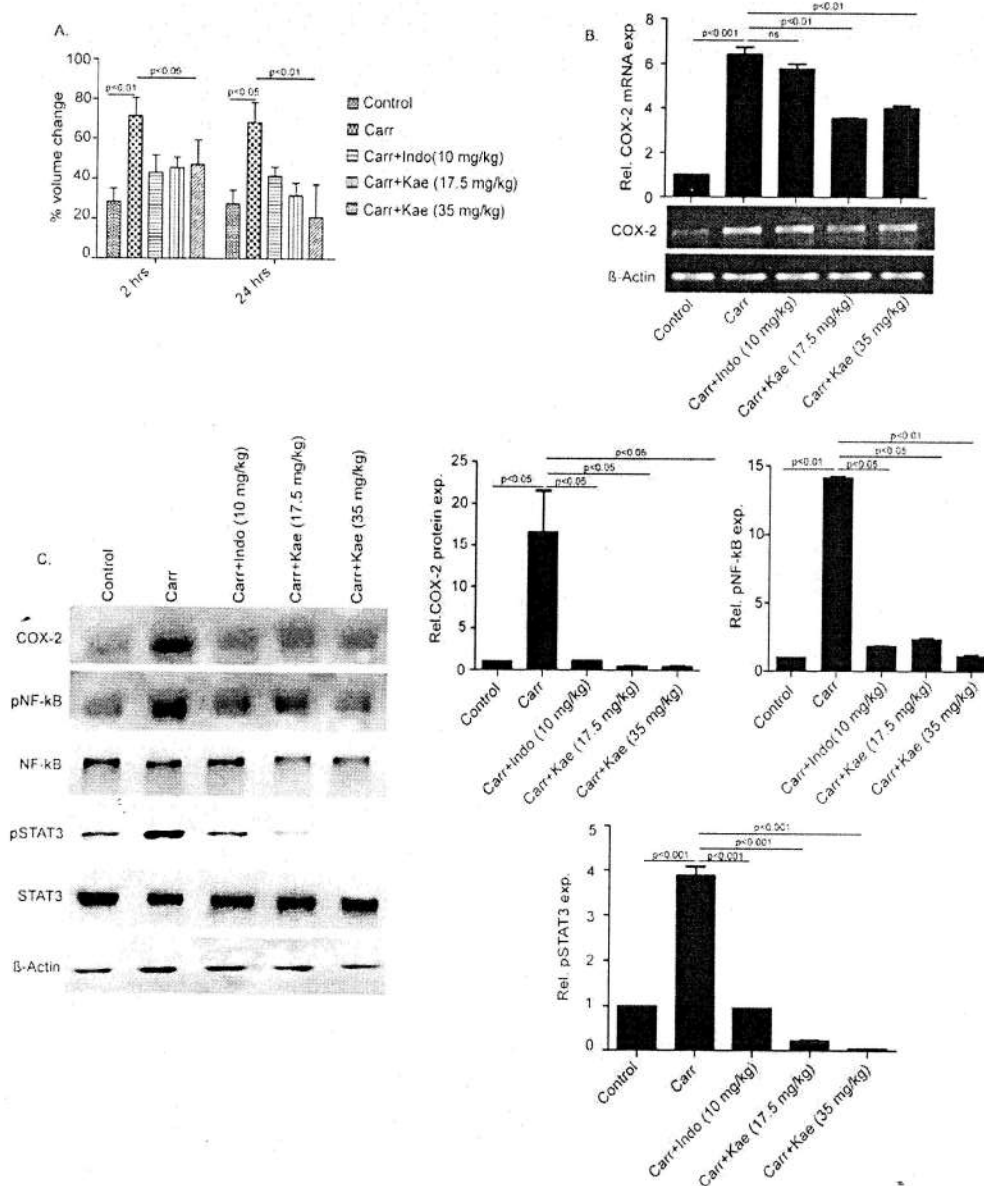 A.
p<0.05
p<0.01
p<0.01
p<0.05
% volume change
100
80
60
40
20
0
2 hrs
24 hrs
Control
Carr
Carr+Indo(10 mg/kg)
Carr+Kae (17.5 mg/kg)
Carr+Kae (35 mg/kg)
B.
p<0.01
p<0.01
p<0.001
ns
Rel. COX-2 mRNA exp
8
6
4
2
0
COX-2
ß-Actin
Control
Carr
Carr+Indo (10 mg/kg)
Carr+Kae (17.5 mg/kg)
Carr+Kae (35 mg/kg)
C.
Control
Carr
Carr+Indo (10 mg/kg)
Carr+Kae (17.5 mg/kg)
Carr+Kae (35 mg/kg)
COX-2
pNF-kB
NF-kB
pSTAT3
STAT3
ß-Actin
p<0.05
p<0.05
p<0.05
p<0.05
Rel.COX-2 protein exp.
25
20
15
10
5
0
Control
Carr
Carr+Indo (10 mg/kg)
Carr+Kae (17.5 mg/kg)
Carr+Kae (35 mg/kg)
p<0.01
p<0.05
p<0.01
p<0.05
Rel. pNF-kB exp.
15
10
5
0
Control
Carr
Carr+Indo(10 mg/kg)
Carr+Kae (17.5 mg/kg)
Carr+Kae (35 mg/kg)
p<0.001
p<0.001
p<0.001
p<0.001
Rel. pSTAT3 exp.
5
4
2
1
0
Control
Carr
Carr+Indo (10 mg/kg)
Carr+Kae (17.5 mg/kg)
Carr+Kae (35 mg/kg)